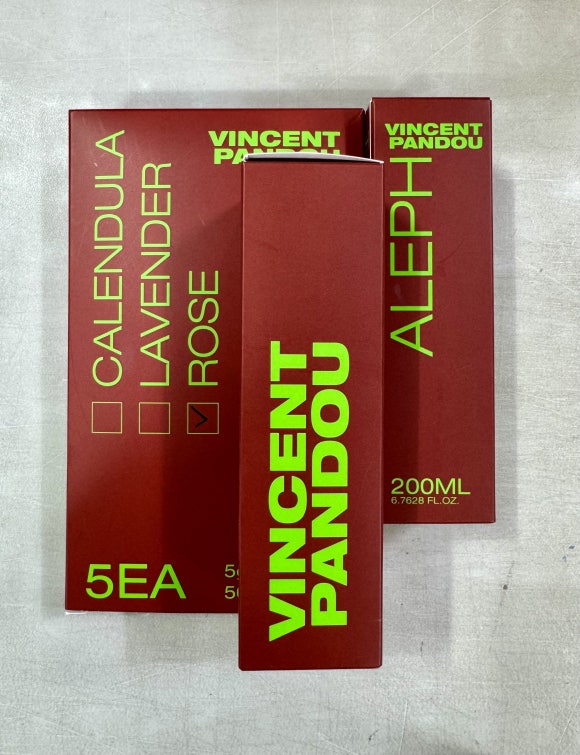 VINCENT
PANDOU
CALENDULA
LAVENDER
ROSE
5EA
VINCENT
PANDOU
VINCENT
PANDOU
ALEPH
200ML
6.7628 FL.OZ.